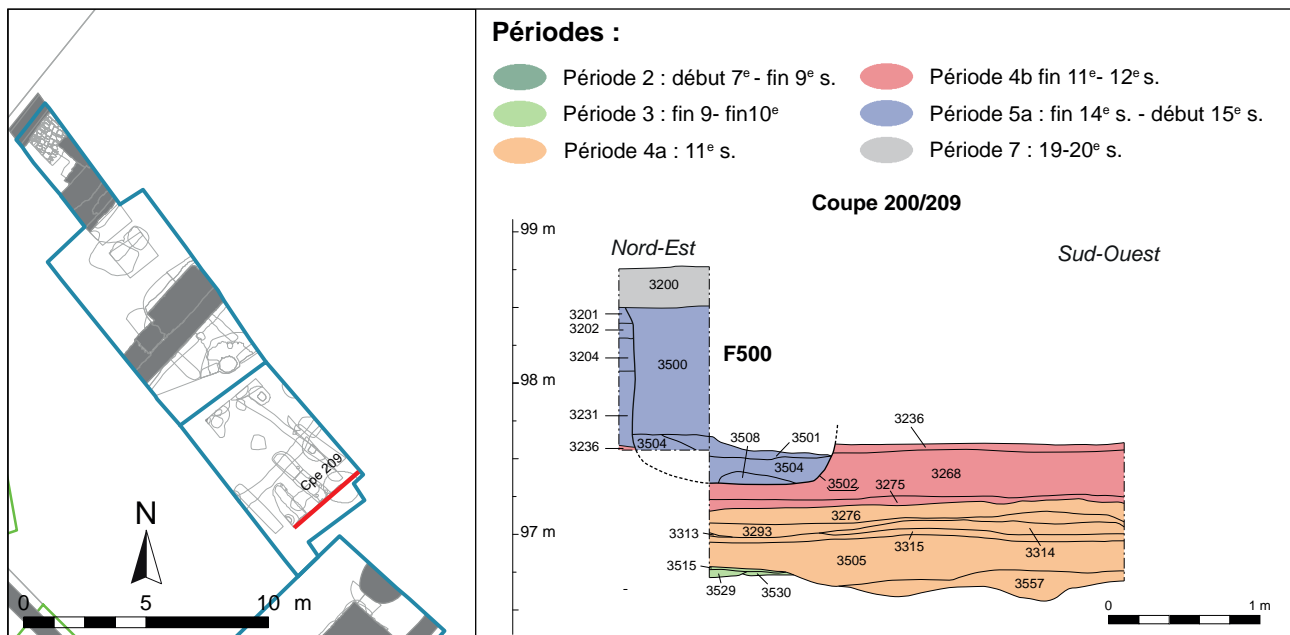 Cpe 209
N
0 5 10 m
Périodes :
Période 2 : début 7e - fin 9e s.
Période 3 : fin 9- fin10e
Période 4a : 11e s.
Période 4b fin 11e- 12e s.
Période 5a : fin 14e s. - début 15e s.
Période 7 : 19-20e s.
Coupe 200/209
99 m
Nord-Est
Sud-Ouest
3200
3201
3202
3204
3500
F500
98 m
3231
3236
3504
3508
3501
3236
3504
3268
3502
3275
3276
97 m
3313
3293
3315
3314
3515
3505
3529
3530
3557
-
0 1 m